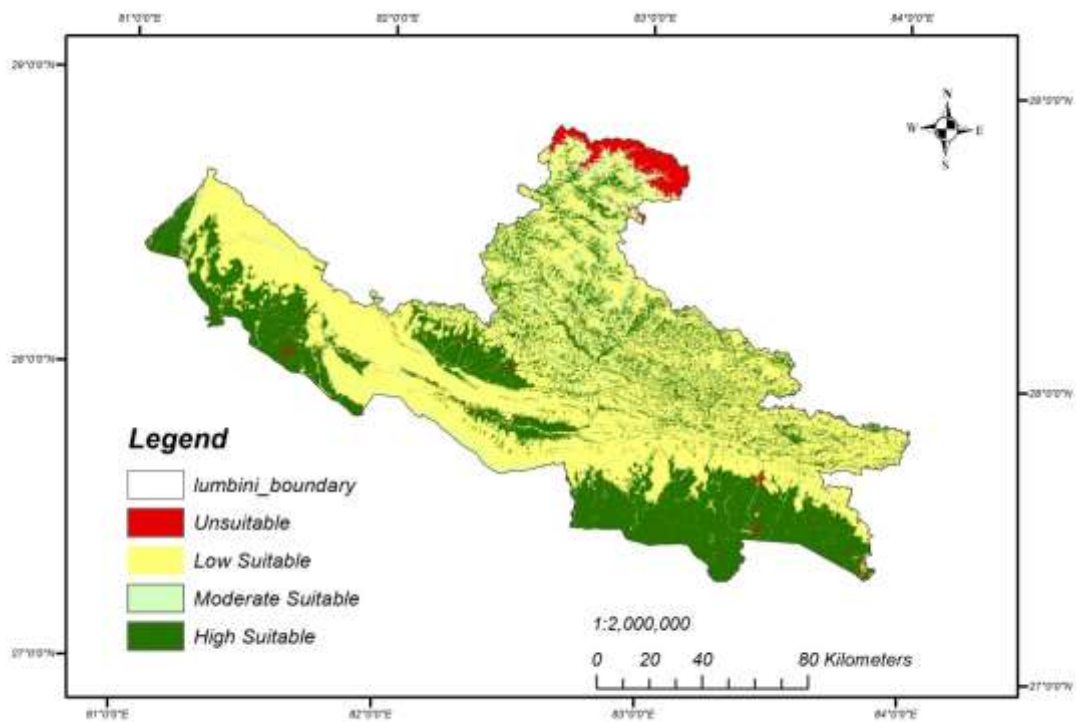 81°0'0"E 82°0'0"E 83°0'0"E 84°0'0"E
29°0'0"N
29°0'0"N
N
W E
S
28°0'0"N
28°0'0"N
Legend
lumbini_boundary
Unsuitable
Low Suitable
Moderate Suitable
High Suitable
1:2,000,000
0 20 40 80 Kilometers
27°0'0"N
27°0'0"N
81°0'0"E 82°0'0"E 83°0'0"E 84°0'0"E